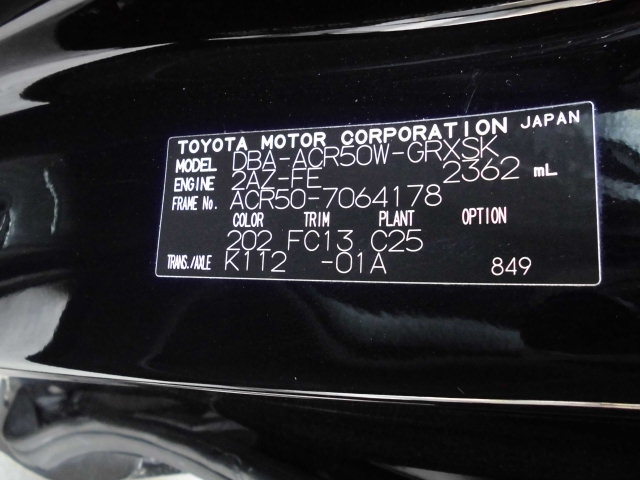 TOYOTA MOTOR CORPORATION JAPAN
MODEL DBA-ACR50W-GRXSK
ENGINE 2AZ-FE 2362 mL
FRAME No. ACR50-7064178
COLOR TRIM PLANT OPTION
202 FC13 C25
TRANS./AXLE K112 -01A 849